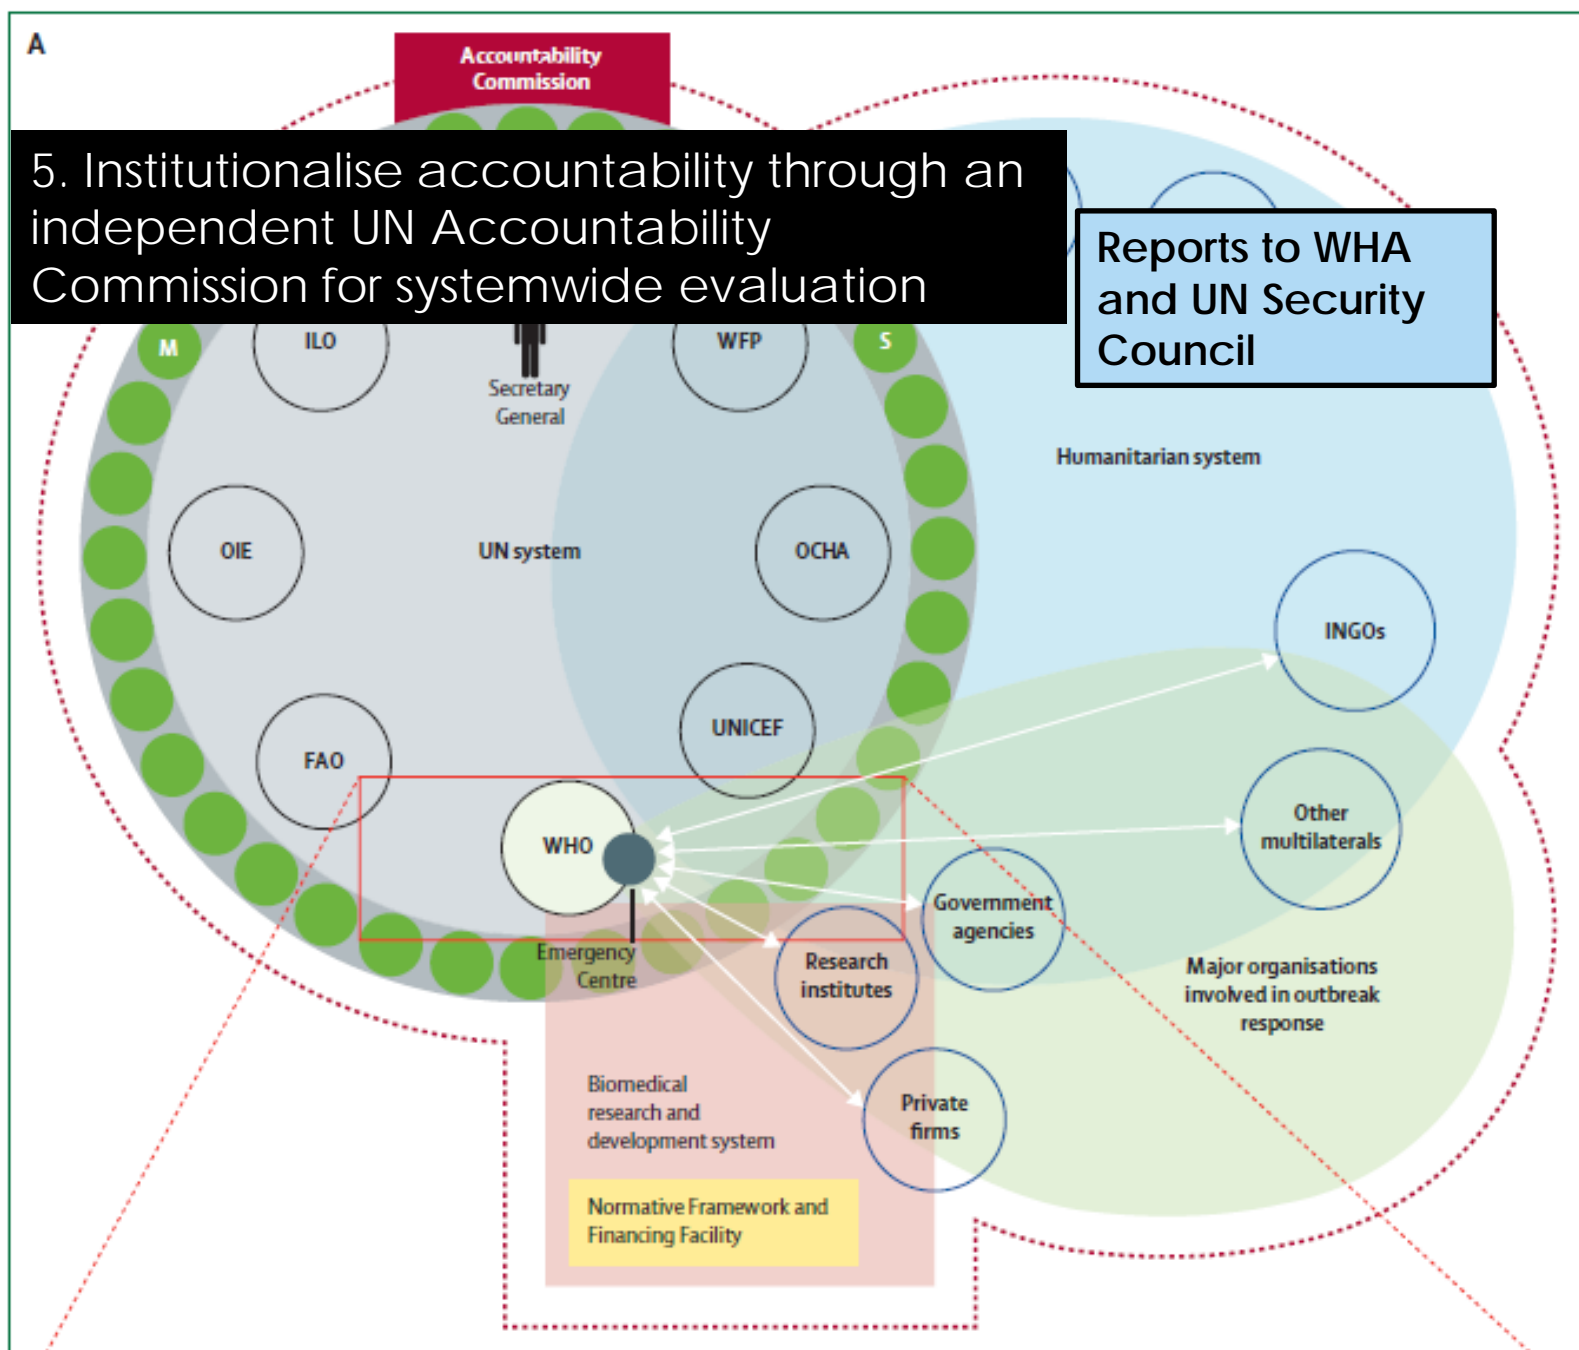 A
Accountability
Commission
5. Institutionalise accountability through an
independent UN Accountability
Commission for systemwide evaluation
Reports to WHA
and UN Security
Council
M
ILO
Secretary
General
WFP
S
Humanitarian system
OIE
UN system
OCHA
INGOs
FAO
UNICEF
WHO
Other
multilaterals
Government
agencies
Emergency
Centre
Research
institutes
Major organisations
involved in outbreak
response
Biomedical
research and
development system
Private
firms
Normative Framework and
Financing Facility